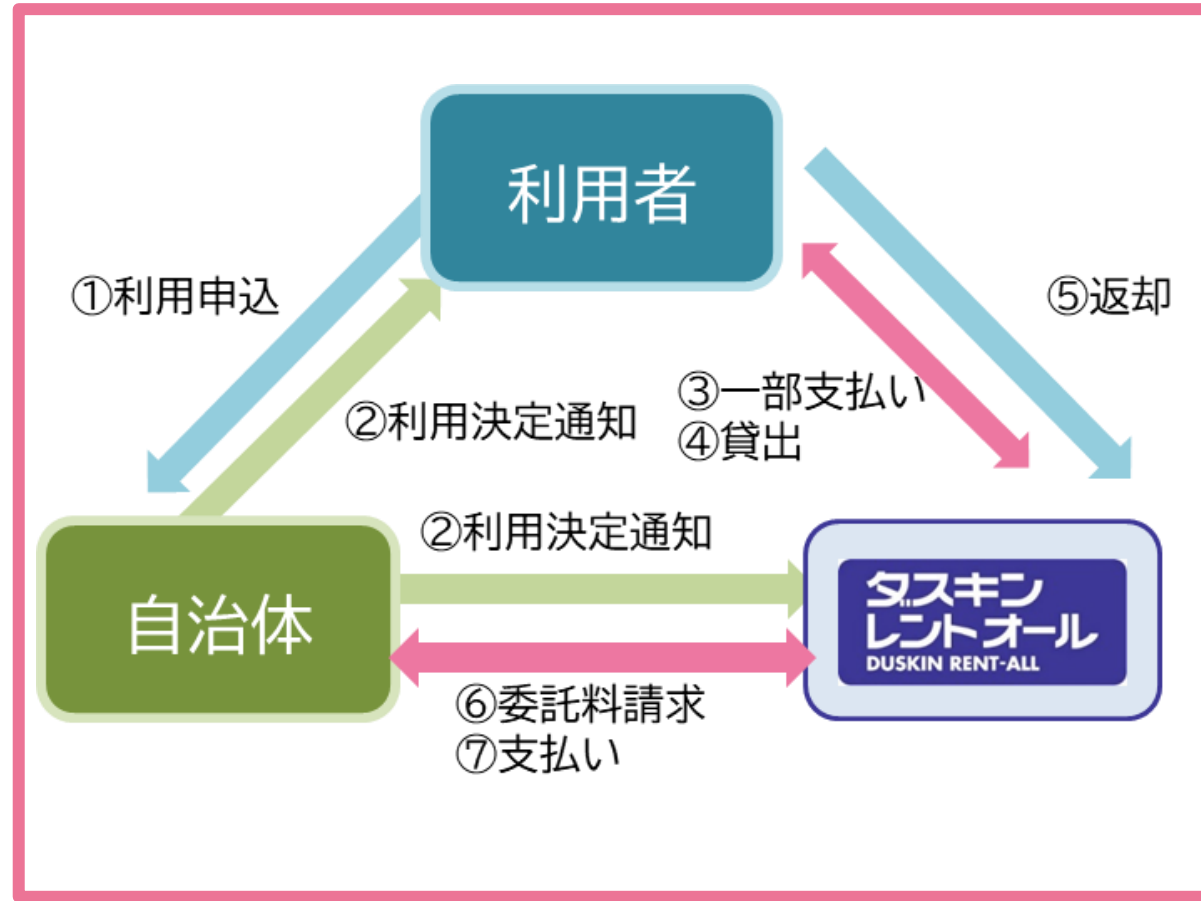 利用者
①利用申込
⑤返却
②利用決定通知
③一部支払い
④貸出
②利用決定通知
自治体
ダスキン
レントオール
DUSKIN RENT-ALL
⑥委託料請求
⑦支払い